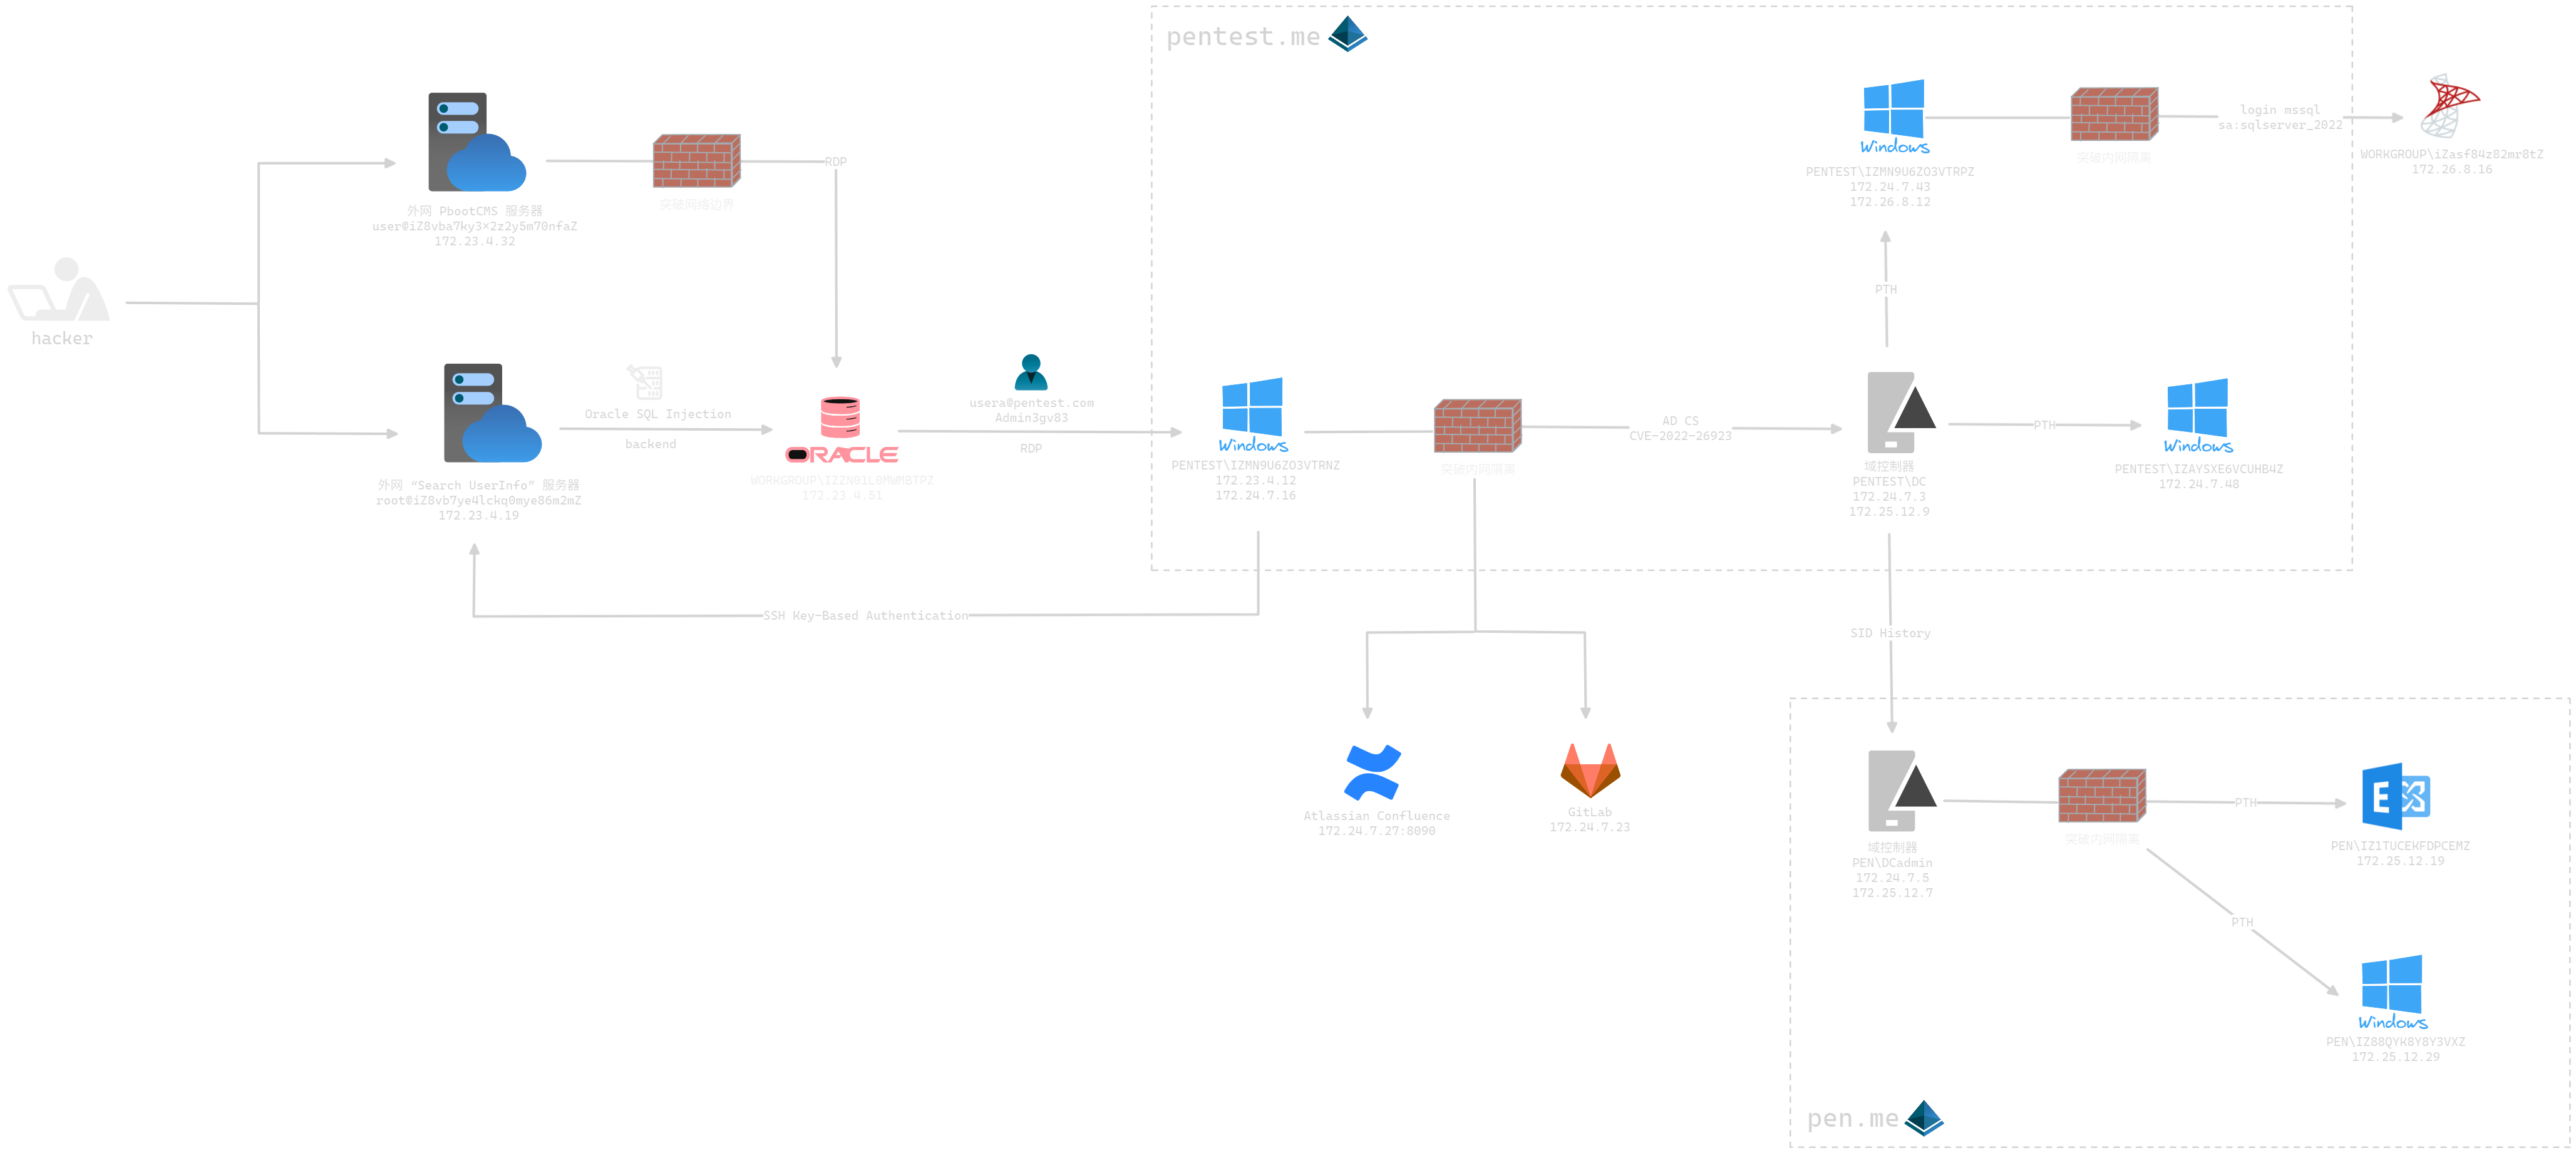 pentest.me
hacker
外网 PbootCMS 服务器
user@iZ8vba7ky3x2z2y5m70nfaZ
172.23.4.32
突破网络边界
RDP
外网 “Search UserInfo” 服务器
root@iZ8vb7ye4lckq0mye86m2mZ
172.23.4.19
Oracle SQL Injection
backend
ORACLE
172.23.4.51
usera@pentest.com
Admin3gv83
RDP
Windows
PENTEST\IZMN9U6ZO3VTRNZ
172.23.4.12
172.24.7.16
SSH Key-Based Authentication
突破内网隔离
AD CS
CVE-2022-26923
域控制器
PENTEST\DC
172.24.7.3
172.25.12.9
PTH
Windows
PENTEST\IZMN9U6ZO3VTRPZ
172.24.7.43
172.26.8.12
突破内网隔离
login mssql
sa:sqlserver_2022
WORKGROUP\iZasf84z82mr8tZ
172.26.8.16
PTH
Windows
PENTEST\IZAYSXE6VCUHB4Z
172.24.7.48
Atlassian Confluence
172.24.7.27:8090
GitLab
172.24.7.23
SID History
域控制器
PEN\DCadmin
172.24.7.5
172.25.12.7
突破内网隔离
PTH
E
PEN\IZ1TUCEKFDPCEMZ
172.25.12.19
PTH
Windows
PEN\IZ88QYK8Y8Y3VXZ
172.25.12.29
pen.me